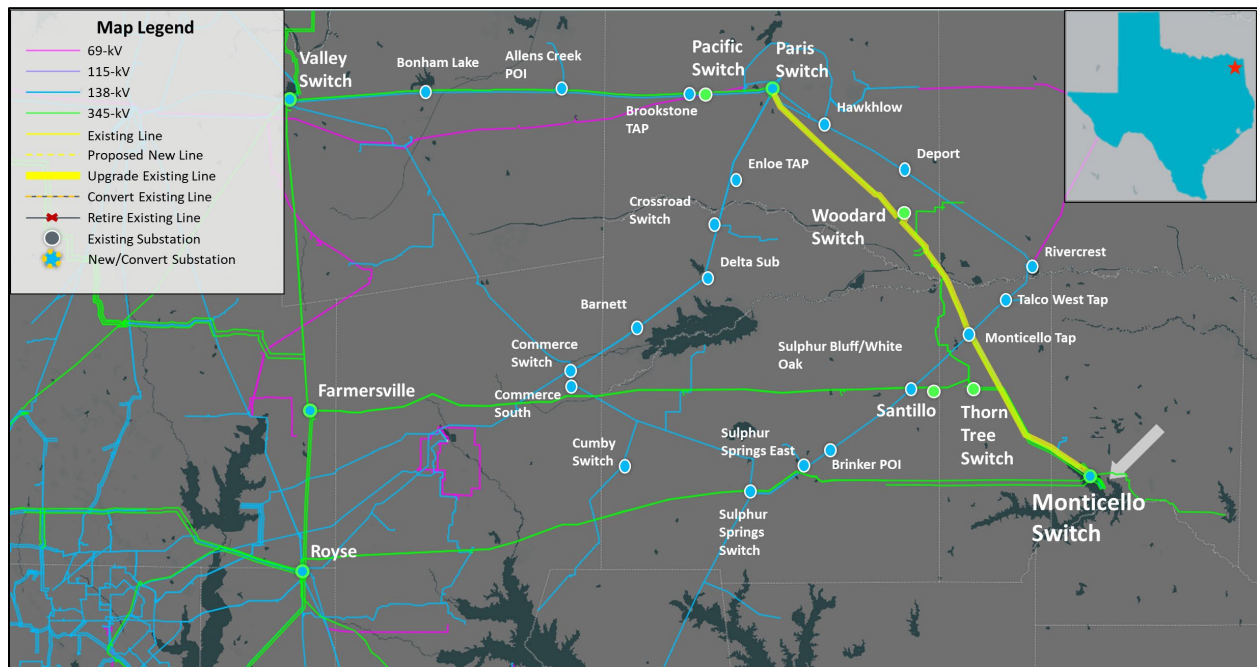 Map Legend
69-kV
115-kV
138-kV
345-kV
Existing Line
Proposed New Line
Upgrade Existing Line
Convert Existing Line
Retire Existing Line
Existing Substation
New/Convert Substation
Valley
Switch
Bonham Lake
Allens Creek
POI
Pacific
Switch
Paris
Switch
Brookstone
TAP
Hawkhlow
Enloe TAP
Deport
Crossroad
Switch
Woodard
Switch
Rivercrest
Delta Sub
Talco West Tap
Barnett
Monticello Tap
Commerce
Switch
Sulphur Bluff/White
Oak
Farmersville
Commerce
South
Santillo
Thorn
Tree
Switch
Cumby
Switch
Sulphur
Springs East
Brinker POI
Sulphur
Springs
Switch
Monticello
Switch
Royse